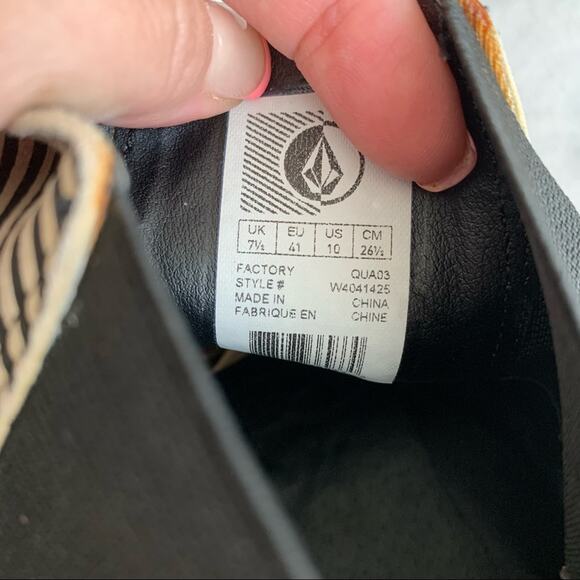 UK EU US CM
7½ 41 10 26½
FACTORY QUA03
STYLE # W4041425
MADE IN CHINA
FABRIQUE EN CHINE